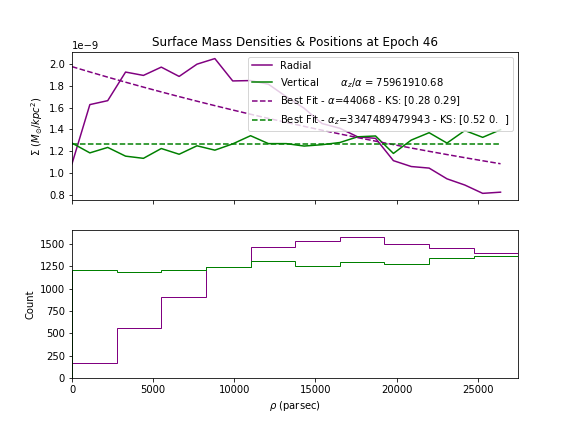 Surface Mass Densities & Positions at Epoch 46
1e−9
2.0
1.8
1.6
1.4
1.2
1.0
0.8
Σ (M⊙/kpc²)
Radial
Vertical αz/α = 75961910.68
Best Fit - α=44068 - KS: [0.28 0.29]
Best Fit - αz=3347489479943 - KS: [0.52 0. ]
1500
1250
1000
750
500
250
0
Count
0 5000 10000 15000 20000 25000
ρ (parsec)